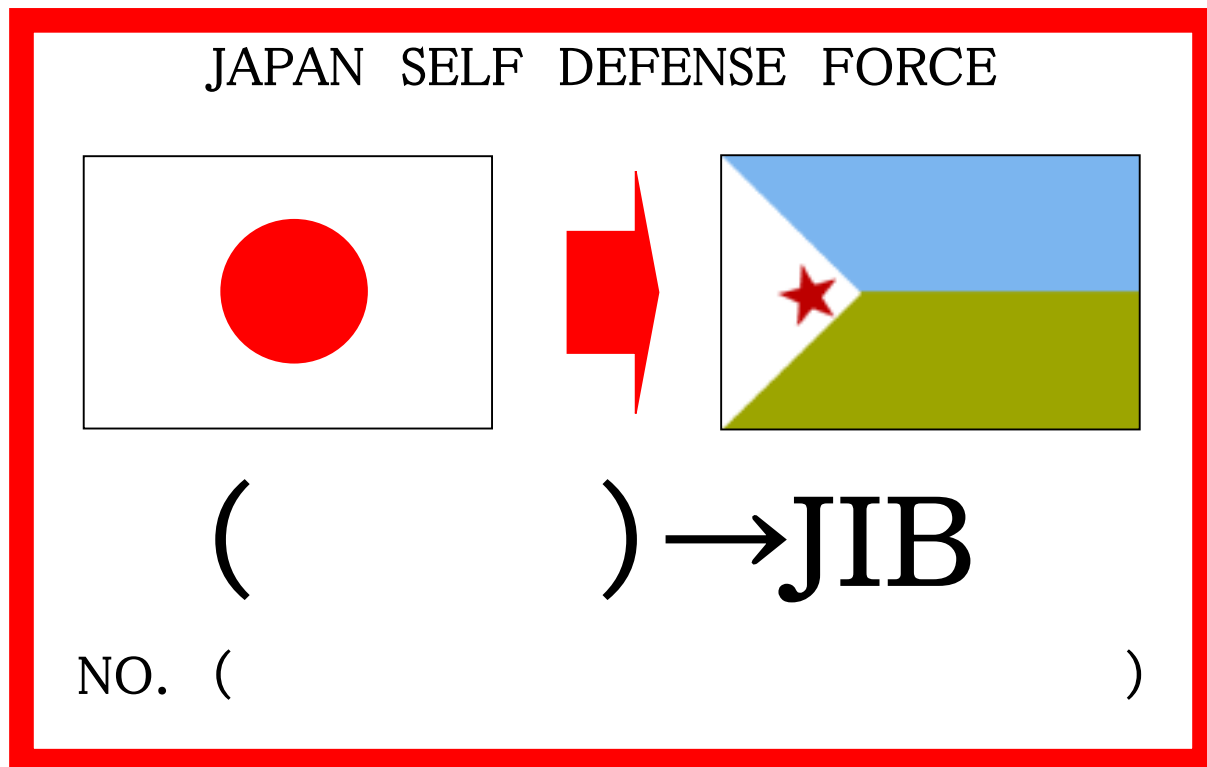 JAPAN SELF DEFENSE FORCE
(　　　　)→JIB
NO. (　　　　　　　　　　)